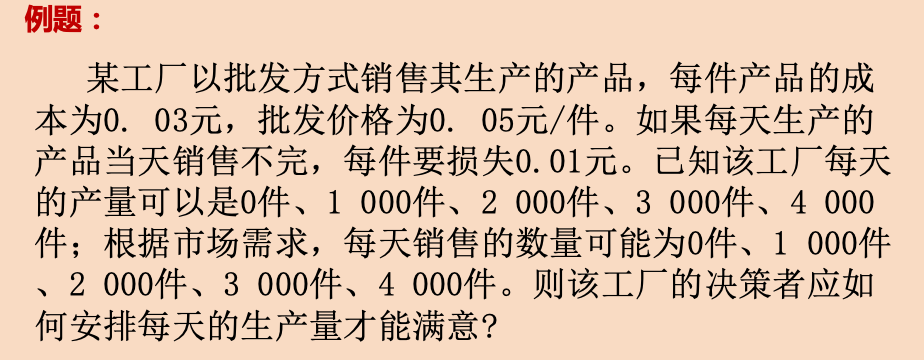 例题：
某工厂以批发方式销售其生产的产品，每件产品的成
本为0. 03元，批发价格为0. 05元/件。如果每天生产的
产品当天销售不完，每件要损失0.01元。已知该工厂每天
的产量可以是0件、1 000件、2 000件、3 000件、4 000
件；根据市场需求，每天销售的数量可能为0件、1 000件
、2 000件、3 000件、4 000件。则该工厂的决策者应如
何安排每天的生产量才能满意?